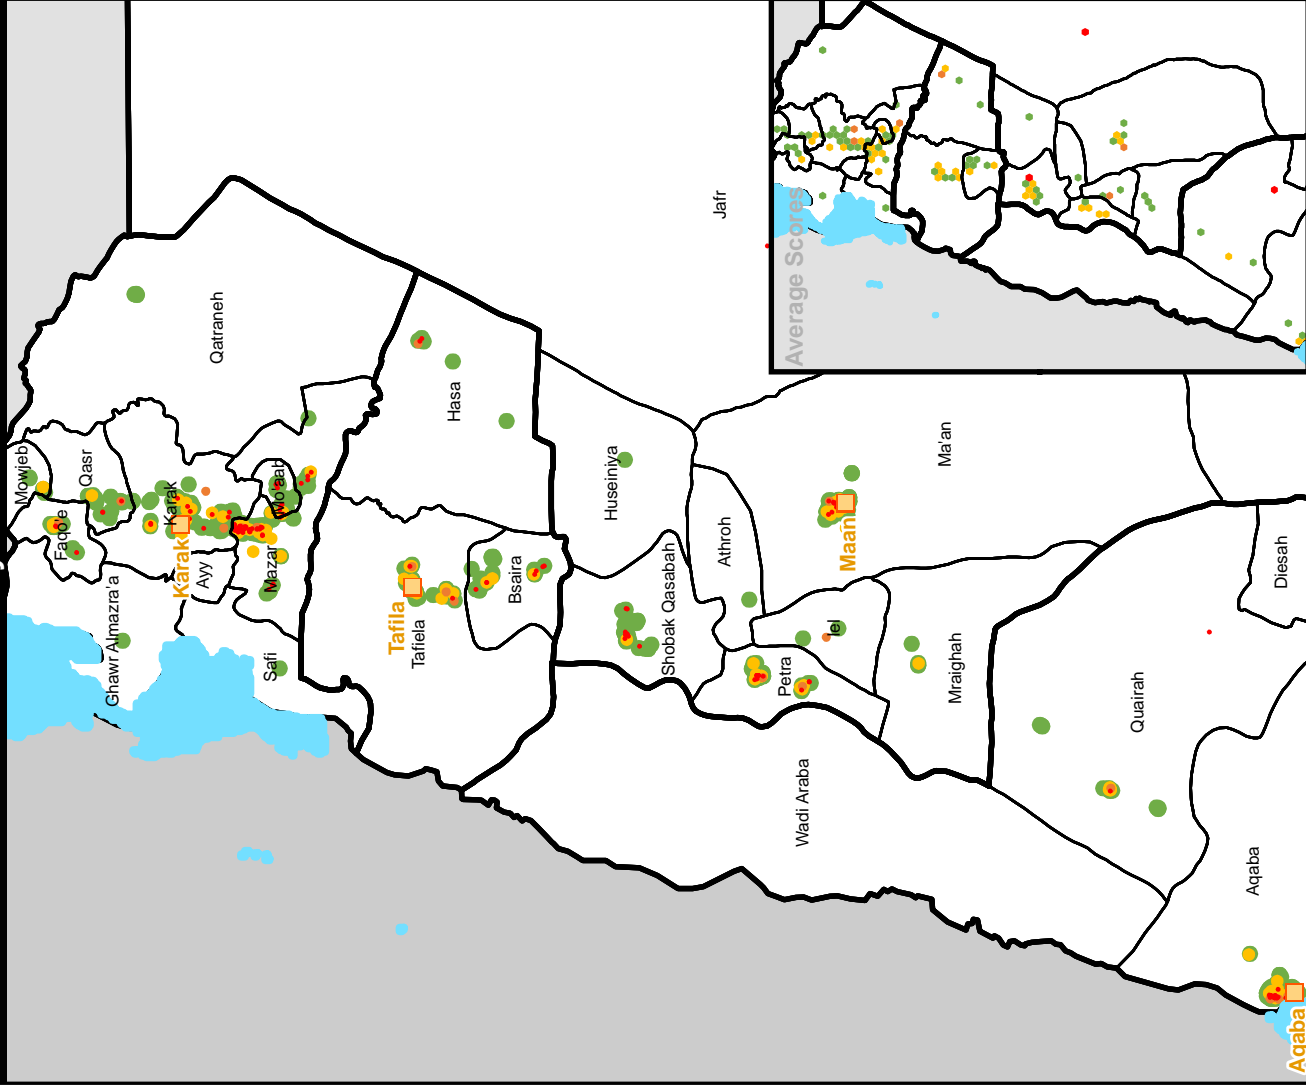 Mowjeb
Qasr
Faqo'e
Qatraneh
Karak
Karak
Ayy
Mo'aab
Mazar
Ghawr Almazra'a
Safi
Hasa
Tafila
Tafiela
Bsaira
Jafr
Average Scores
Huseiniya
Shobak Qasabah
Athroh
Ma'an
Maan
Iel
Petra
Mraighah
Wadi Araba
Diesah
Quairah
Aqaba
Aqaba